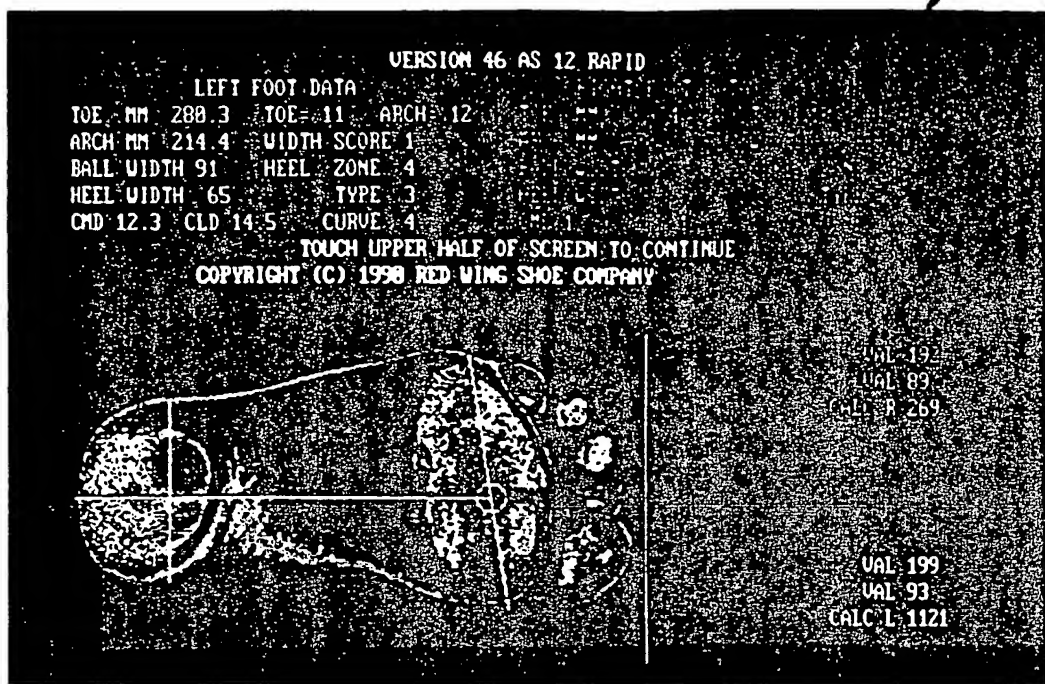 VERSION 46 AS 12 RAPID
LEFT FOOT DATA
TOE MM 280.3 TOE= 11 ARCH 12
ARCH MM 214.4 WIDTH SCORE 1
BALL WIDTH 91 HEEL ZONE 4
HEEL WIDTH 65 TYPE 3
CMD 12.3 CLD 14.5 CURVE 4
TOUCH UPPER HALF OF SCREEN TO CONTINUE
COPYRIGHT (C) 1990 RED WING SHOE COMPANY
VAL 192
VAL 89
CALC R 269
VAL 199
VAL 93
CALC L 1121